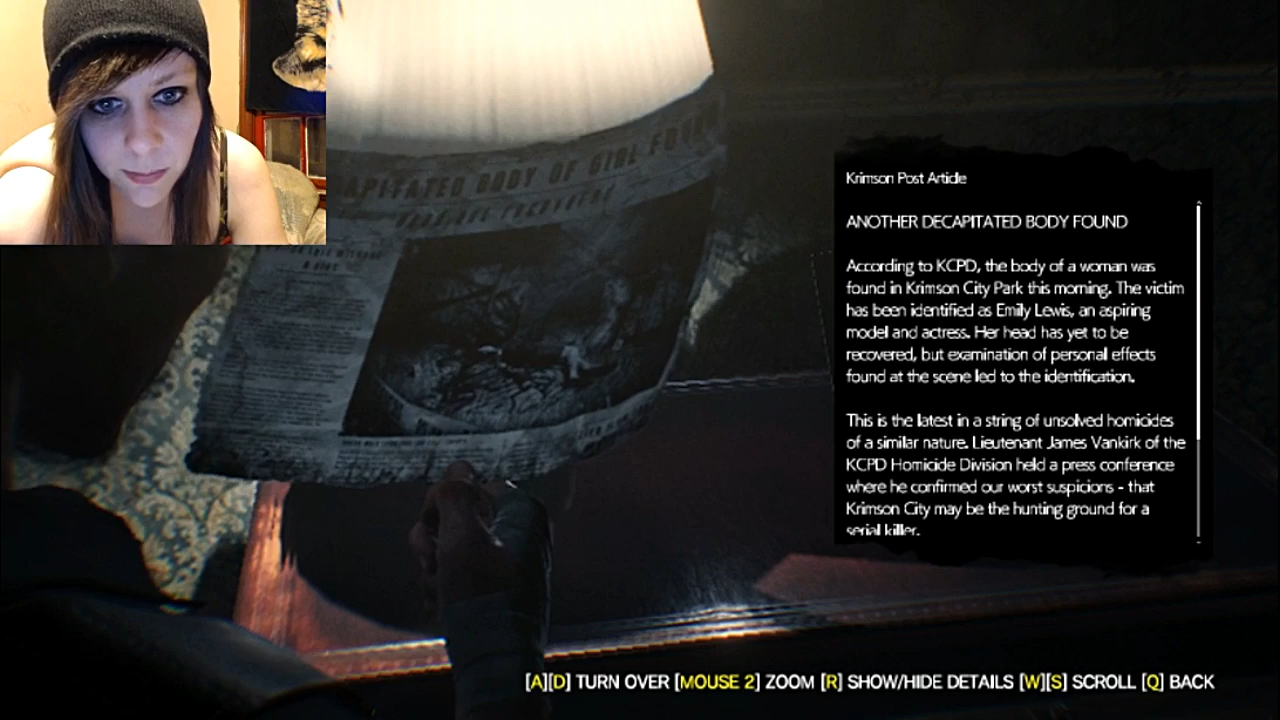 APITATED BODY OF GIRL FOUN
Krimson Post Article
ANOTHER DECAPITATED BODY FOUND
According to KCPD, the body of a woman was
found in Krimson City Park this morning. The victim
has been identified as Emily Lewis, an aspiring
model and actress. Her head has yet to be
recovered, but examination of personal effects
found at the scene led to the identification.
This is the latest in a string of unsolved homicides
of a similar nature. Lieutenant James Vankirk of the
KCPD Homicide Division held a press conference
where he confirmed our worst suspicions - that
Krimson City may be the hunting ground for a
serial killer.
[A][D] TURN OVER [MOUSE 2] ZOOM [R] SHOW/HIDE DETAILS [W][S] SCROLL [Q] BACK